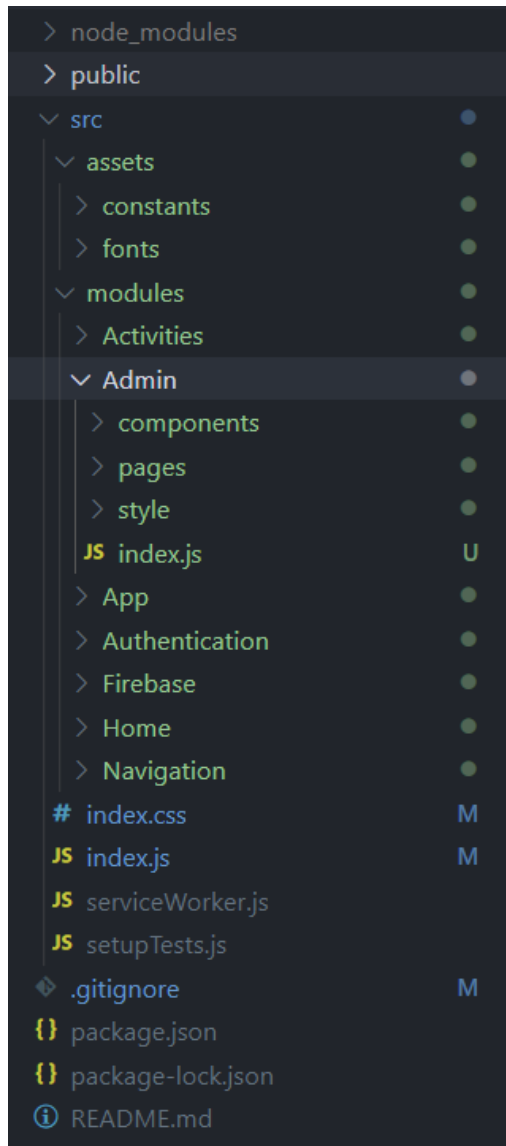 node_modules
public
src
assets
constants
fonts
modules
Activities
Admin
components
pages
style
JS index.js U
App
Authentication
Firebase
Home
Navigation
# index.css M
JS index.js M
JS serviceWorker.js
JS setupTests.js
.gitignore M
{} package.json
{} package-lock.json
README.md